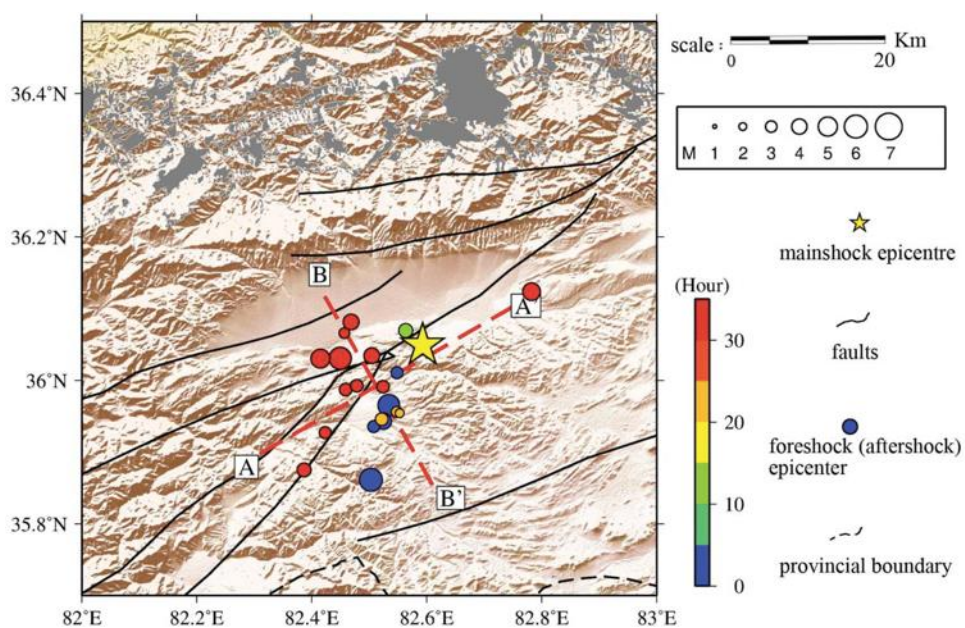 scale : 0 20 Km
36.4°N
36.2°N
36°N
35.8°N
82°E 82.2°E 82.4°E 82.6°E 82.8°E 83°E
B
A
A
B'
M 1 2 3 4 5 6 7
mainshock epicentre
(Hour)
30
20
10
0
faults
foreshock (aftershock)
epicenter
provincial boundary